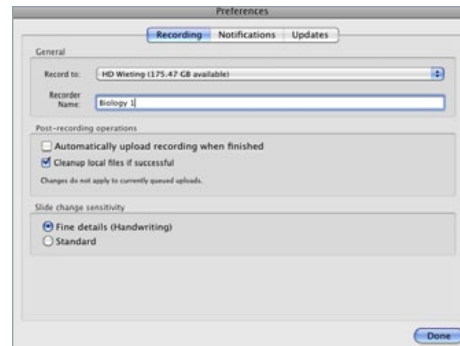 Preferences
Recording Notifications Updates
General
Record to: HD Wieting (175.47 GB available)
Recorder
Name: Biology 1
Post-recording operations
Automatically upload recording when finished
Cleanup local files if successful
Changes do not apply to currently queued uploads.
Slide change sensitivity
Fine details (Handwriting)
Standard
Done